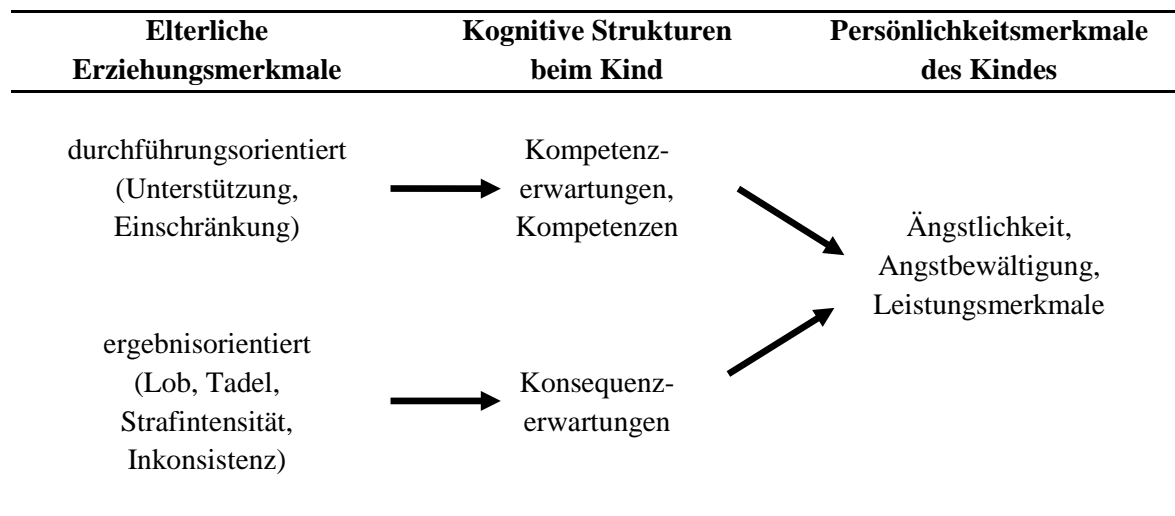 Elterliche
Erziehungsmerkmale
Kognitive Strukturen
beim Kind
Persönlichkeitsmerkmale
des Kindes
durchführungsorientiert
(Unterstützung,
Einschränkung)
Kompetenz-
erwartungen,
Kompetenzen
Ängstlichkeit,
Angstbewältigung,
Leistungsmerkmale
ergebnisorientiert
(Lob, Tadel,
Strafintensität,
Inkonsistenz)
Konsequenz-
erwartungen